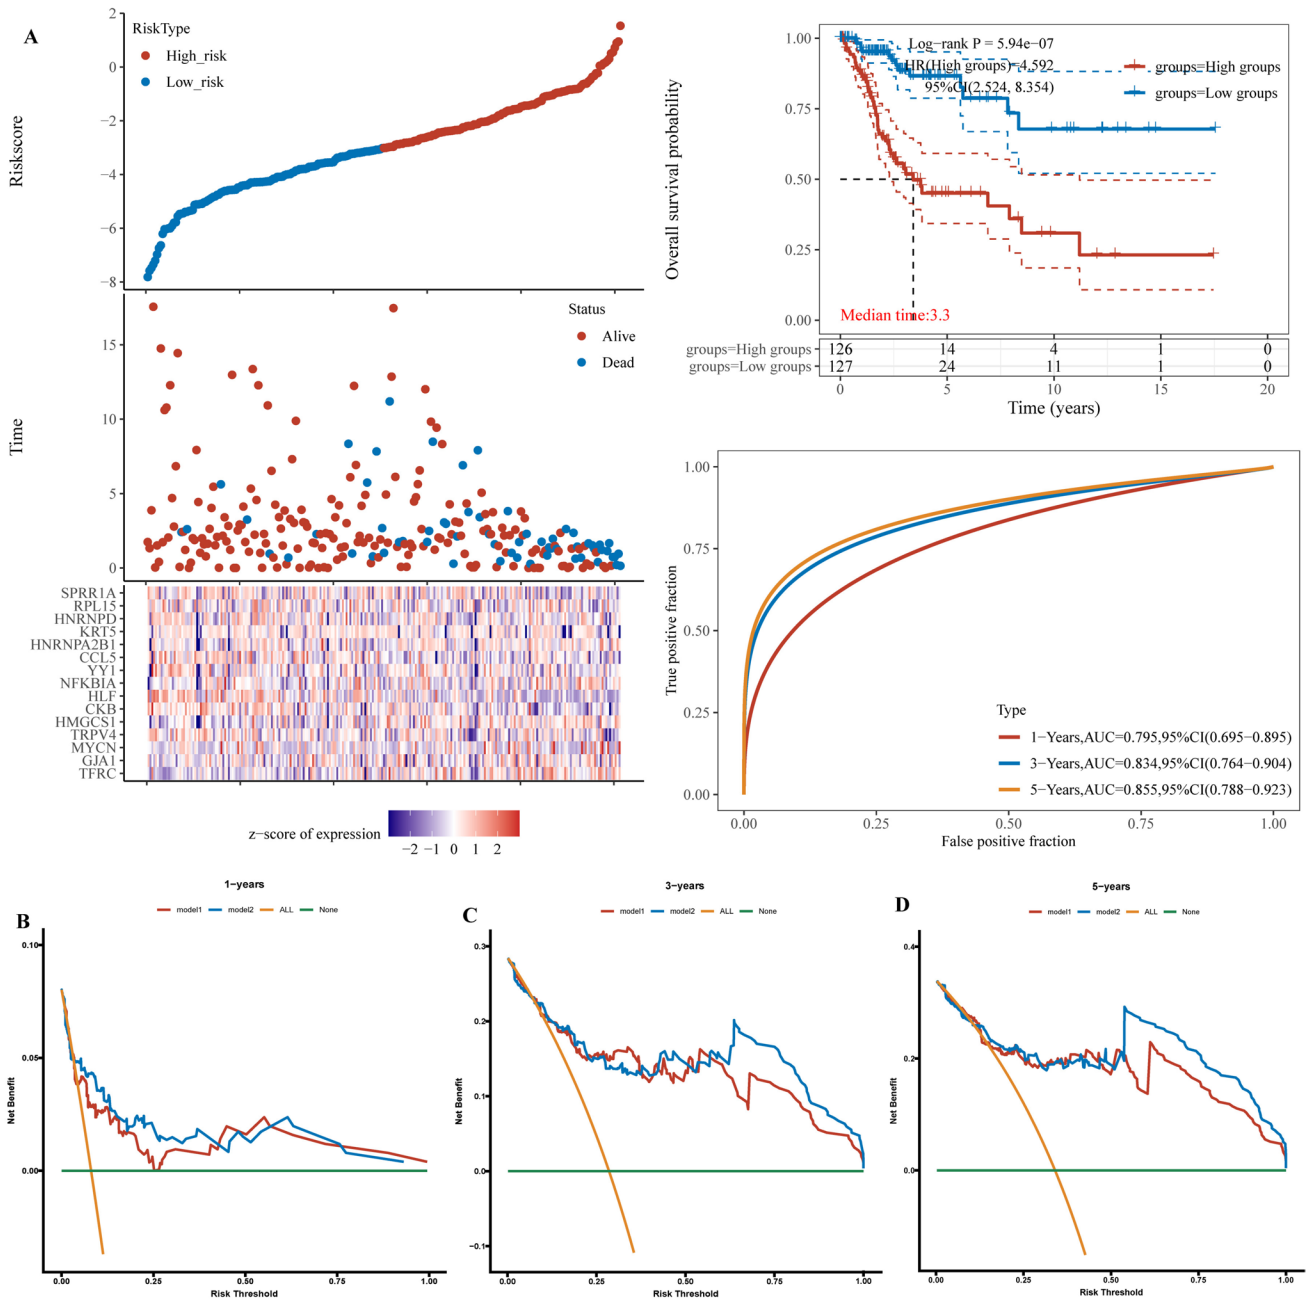 A
RiskType
High_risk
Low_risk
Riskscore
2
0
−2
−4
−6
−8
Status
Alive
Dead
Time
15
10
5
0
SPRR1A
RPL15
HNRNPD
KRT5
HNRNPA2B1
CCL5
YY1
NFKBIA
HLF
CKB
HMGCS1
TRPV4
MYCN
GJA1
TFRC
z−score of expression
−2 −1 0 1 2
Overall survival probability
1.00
0.75
0.50
0.25
0.00
Log−rank P = 5.94e−07
HR(High groups)=4.592
95%CI(2.524, 8.354)
groups=High groups
groups=Low groups
Median time:3.3
groups=High groups 126 14 4 1 0
groups=Low groups 127 24 11 1 0
0 5 10 15 20
Time (years)
True positive fraction
1.00
0.75
0.50
0.25
0.00
Type
1−Years,AUC=0.795,95%CI(0.695−0.895)
3−Years,AUC=0.834,95%CI(0.764−0.904)
5−Years,AUC=0.855,95%CI(0.788−0.923)
0.00 0.25 0.50 0.75 1.00
False positive fraction
B
1−years
model1 model2 ALL None
Net Benefit
0.10
0.05
0.00
0.00 0.25 0.50 0.75 1.00
Risk Threshold
C
3−years
model1 model2 ALL None
Net Benefit
0.3
0.2
0.1
0.0
−0.1
0.00 0.25 0.50 0.75 1.00
Risk Threshold
D
5−years
model1 model2 ALL None
Net Benefit
0.4
0.2
0.0
0.00 0.25 0.50 0.75 1.00
Risk Threshold